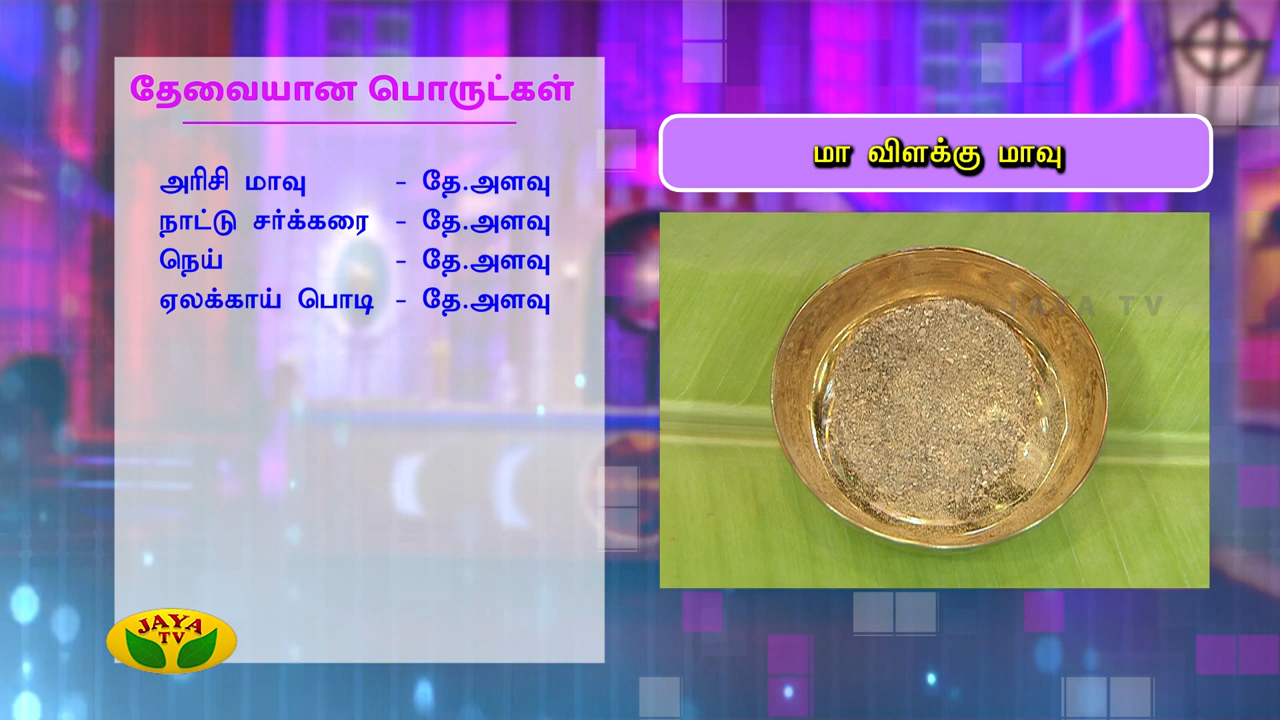 தேவையான பொருட்கள்
அரிசி மாவு - தே.அளவு
நாட்டு சர்க்கரை - தே.அளவு
நெய் - தே.அளவு
ஏலக்காய் பொடி - தே.அளவு
மா விளக்கு மாவு
JAYA TV
JAYA
TV